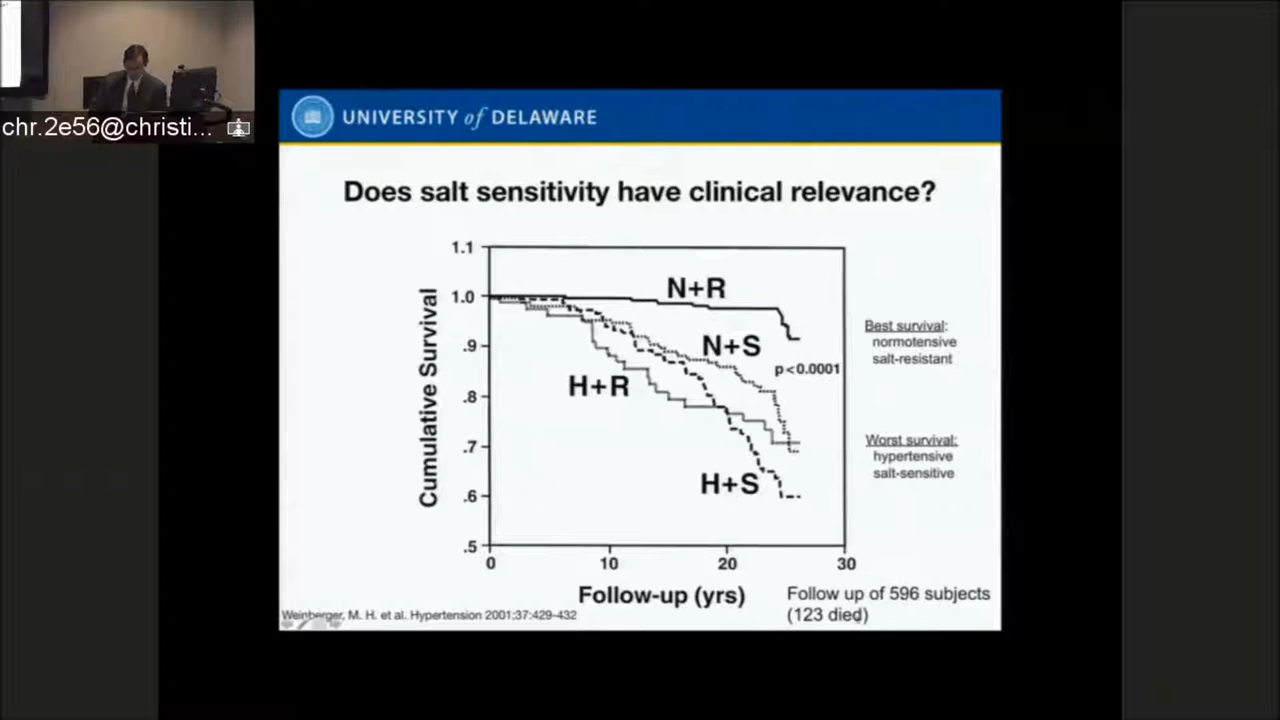 chr.2e56@christi...
UNIVERSITY of DELAWARE
Does salt sensitivity have clinical relevance?
1.1
1.0
.9
.8
.7
.6
.5
Cumulative Survival
N+R
N+S
p<0.0001
H+R
H+S
0
10
20
30
Follow-up (yrs)
Best survival:
normotensive
salt-resistant
Worst survival:
hypertensive
salt-sensitive
Follow up of 596 subjects
(123 died)
Weinberger, M. H. et al. Hypertension 2001;37:429-432